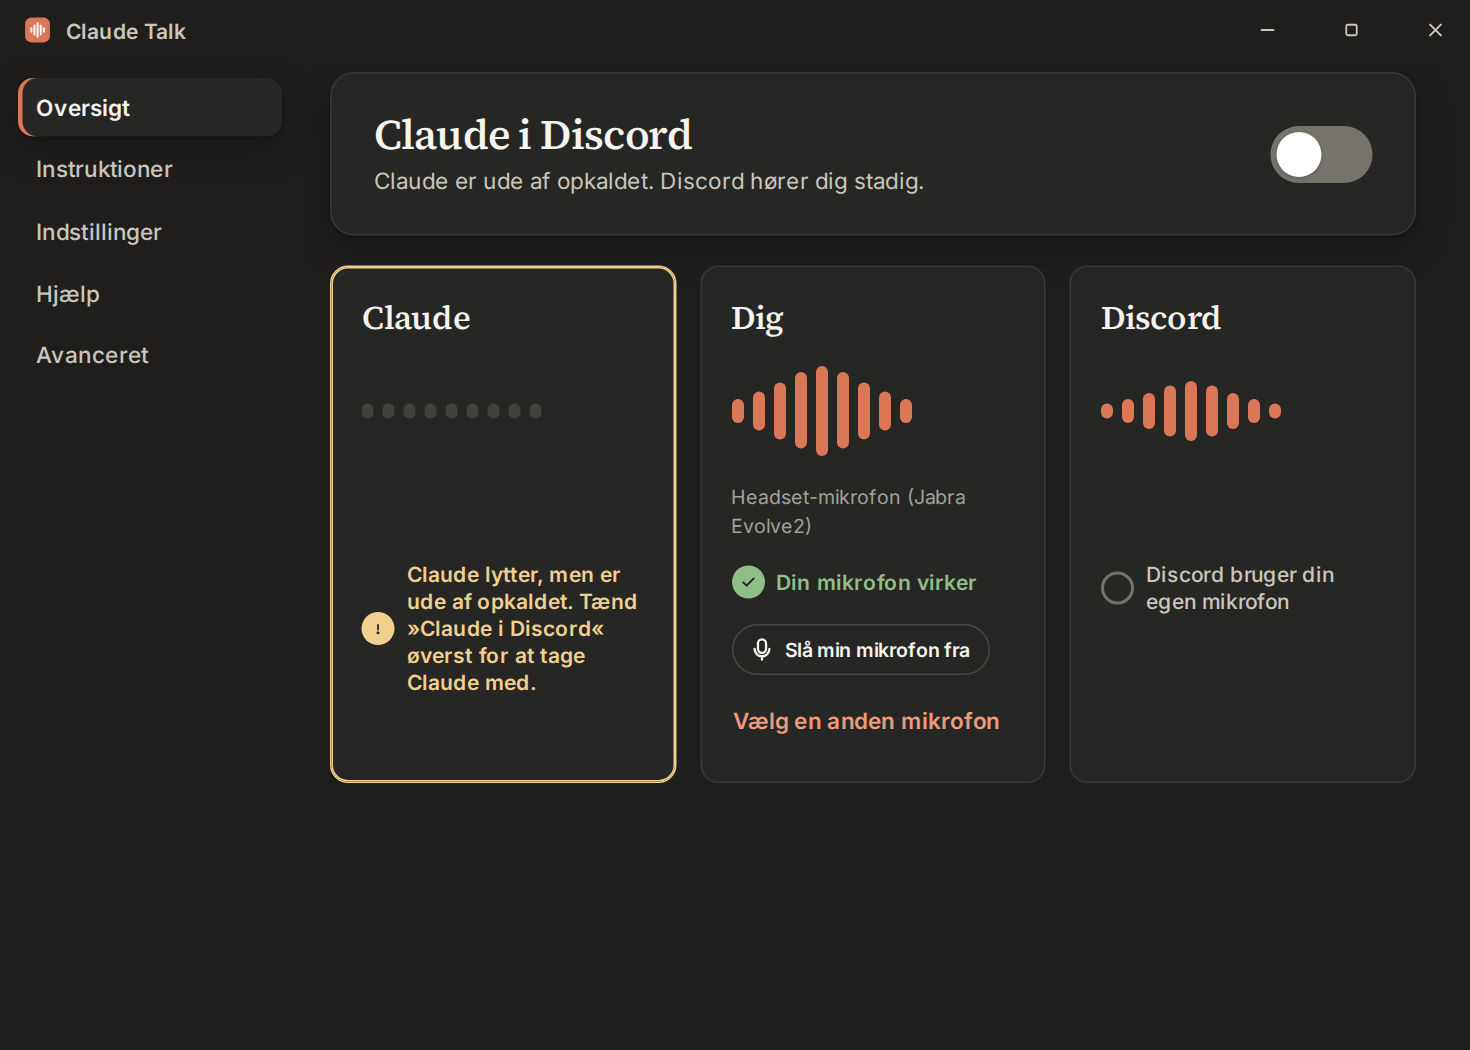 Claude Talk
Oversigt
Instruktioner
Indstillinger
Hjælp
Avanceret
Claude i Discord
Claude er ude af opkaldet. Discord hører dig stadig.
Claude
Claude lytter, men er
ude af opkaldet. Tænd
»Claude i Discord«
øverst for at tage
Claude med.
Dig
Headset-mikrofon (Jabra
Evolve2)
Din mikrofon virker
Slå min mikrofon fra
Vælg en anden mikrofon
Discord
Discord bruger din
egen mikrofon